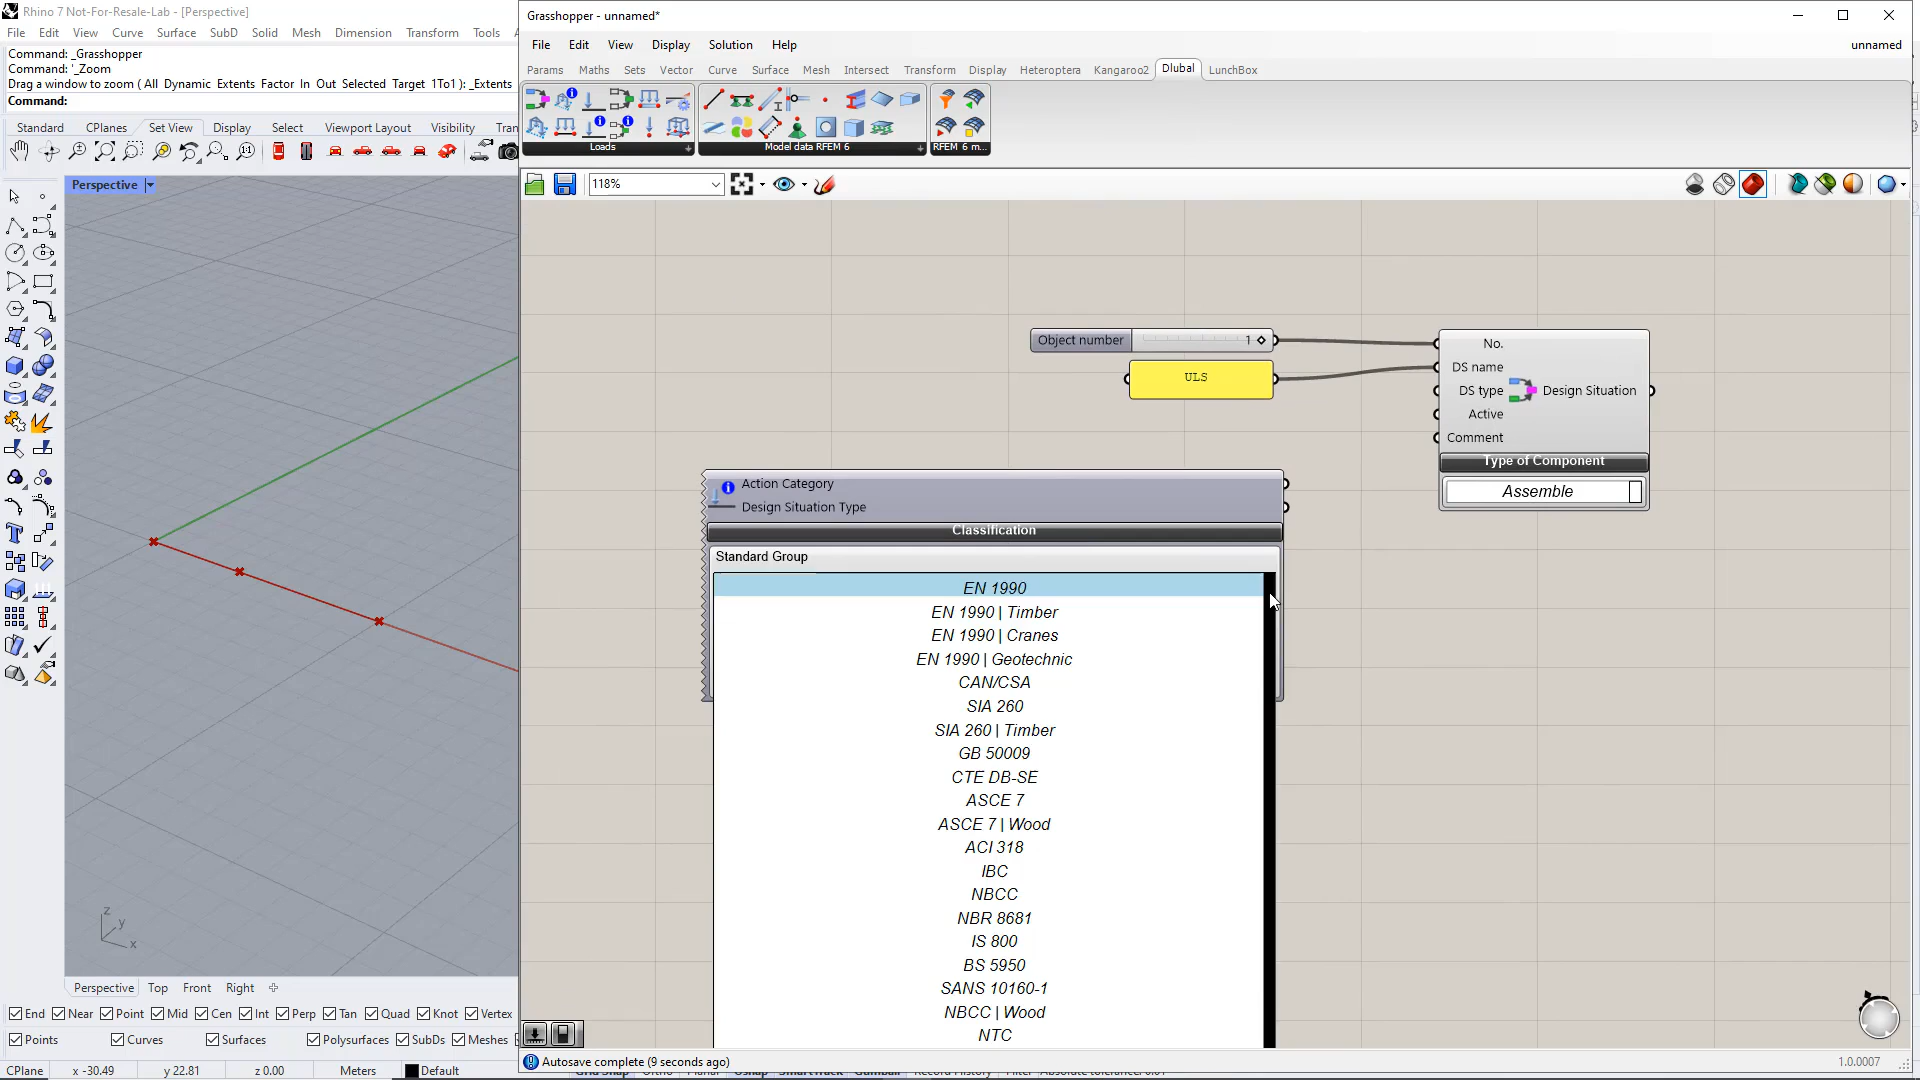 Rhino 7 Not-For-Resale-Lab - [Perspective]
File Edit View Curve Surface SubD Solid Mesh Dimension Transform Tools
Command: _Grasshopper
Command: '_Zoom
Drag a window to zoom ( All Dynamic Extents Factor In Out Selected Target 1To1 ): _Extents
Command:
Standard CPlanes Set View Display Select Viewport Layout Visibility Tran
Perspective
z
y
x
Perspective Top Front Right
End Near Point Mid Cen Int Perp Tan Quad Knot Vertex
Points Curves Surfaces Polysurfaces SubDs Meshes
CPlane x -30.49 y 22.81 z 0.00 Meters Default
Grasshopper - unnamed*
File Edit View Display Solution Help unnamed
Params Maths Sets Vector Curve Surface Mesh Intersect Transform Display Heteroptera Kangaroo2 Dlubal LunchBox
Loads Model data RFEM 6 RFEM 6 m...
118%
Object number 1
ULS
No.
DS name
DS type Design Situation
Active
Comment
Type of Component
Assemble
Action Category
Design Situation Type
Classification
Standard Group
EN 1990
EN 1990 | Timber
EN 1990 | Cranes
EN 1990 | Geotechnic
CAN/CSA
SIA 260
SIA 260 | Timber
GB 50009
CTE DB-SE
ASCE 7
ASCE 7 | Wood
ACI 318
IBC
NBCC
NBR 8681
IS 800
BS 5950
SANS 10160-1
NBCC | Wood
NTC
Autosave complete (9 seconds ago) 1.0.0007